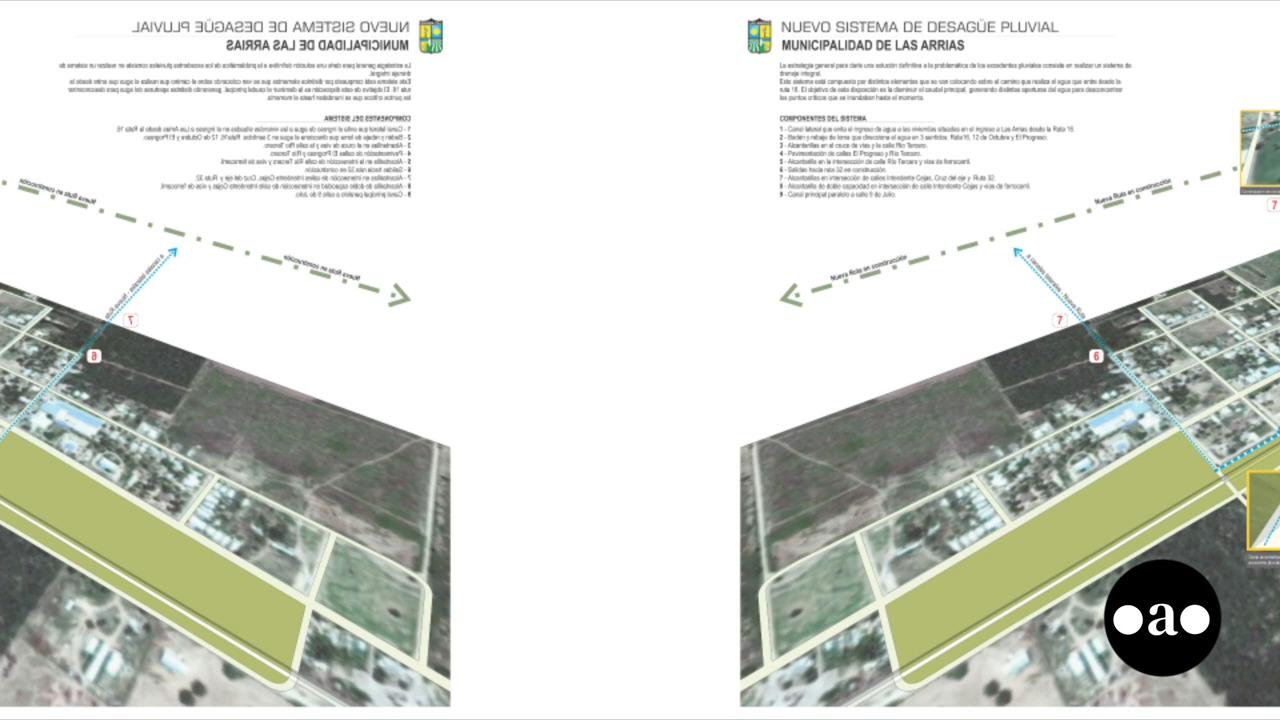 NUEVO SISTEMA DE DESAGÜE PLUVIAL
MUNICIPALIDAD DE LAS ARRIAS
La estrategia general para darle una solución definitiva a la problemática de los excedentes pluviales consiste en realizar un sistema de
drenaje integral.
Este sistema está compuesto por distintos elementos que se van colocando sobre el camino que realiza el agua que entra desde la
ruta 16. El objetivo de esta disposición es la disminuir el caudal principal, generando distintas aperturas del agua para descomprimir
los puntos críticos que se inundaban hasta el momento.
COMPONENTES DEL SISTEMA
1 - Canal lateral que evita el ingreso de agua a las viviendas situadas en el ingreso a Las Arrias desde la Ruta 16.
2 - Badén y rebaje de loma que direcciona el agua en 3 sentidos: Ruta16, 12 de Octubre y El Progreso.
3 - Alcantarillas en el cruce de vías y la calle Río Tercero.
4 - Pavimentación de calles El Progreso y Río Tercero.
5 - Alcantarilla en la intersección de calle Río Tercero y vías de ferrocarril.
6 - Salidas hacia ruta 32 en construcción.
7 - Alcantarillas en intersección de calles Intendente Cojas, Cruz del eje y Ruta 32.
8 - Alcantarilla de doble capacidad en intersección de calle Intendente Cojas y vías de ferrocarril.
9 - Canal principal paralelo a calle 9 de Julio.
Nueva Ruta en construcción
Nueva Ruta en construcción
7
7
6
●a●